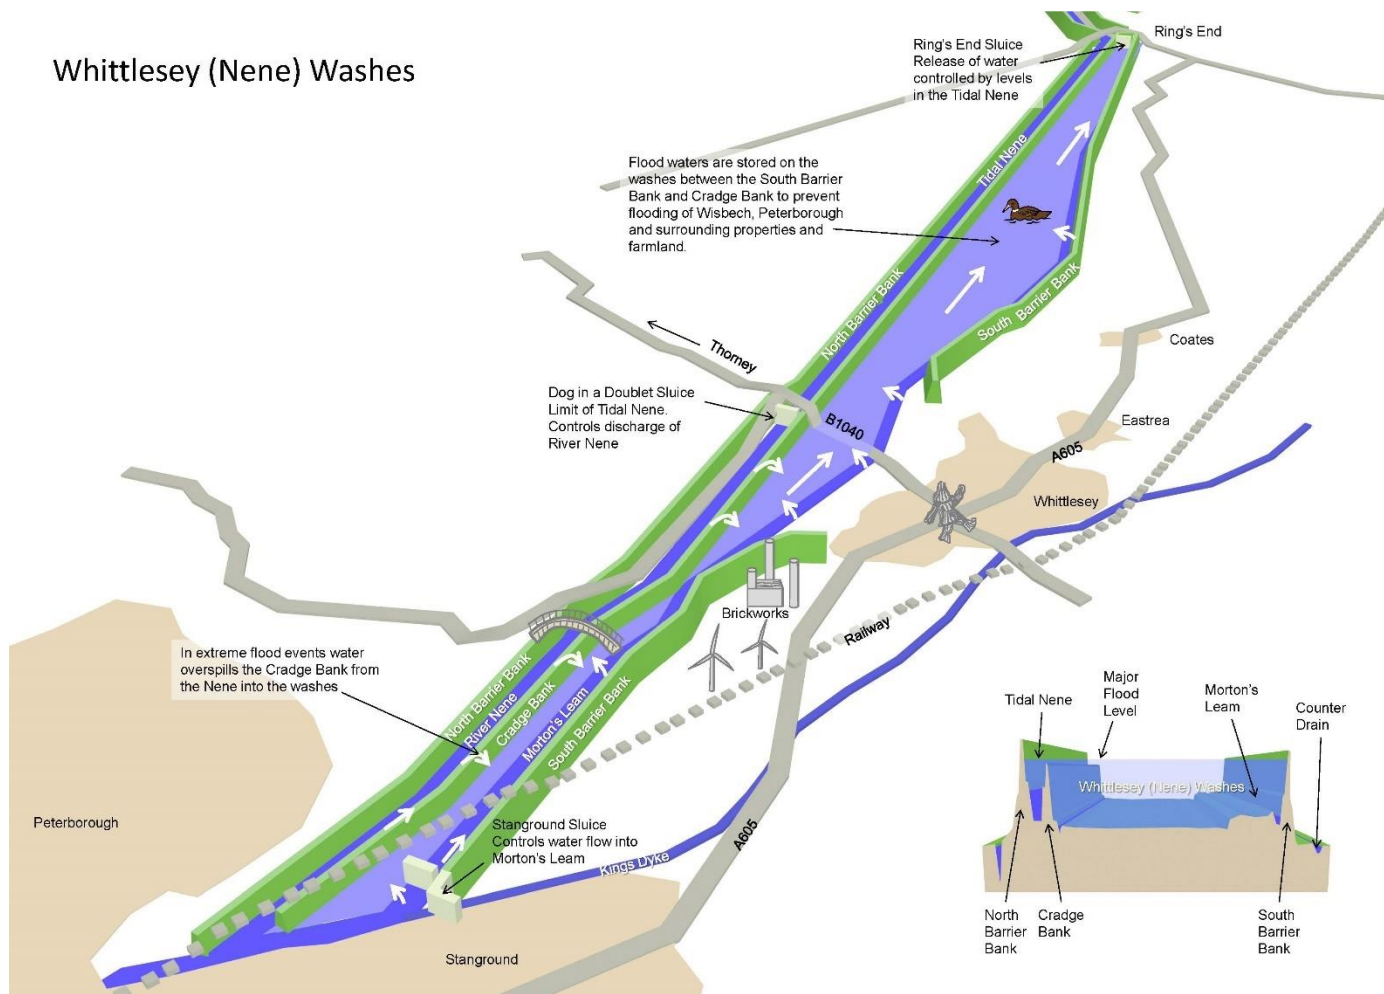 Whittlesey (Nene) Washes
Ring's End Sluice
Release of water
controlled by levels
in the Tidal Nene
Ring's End
Flood waters are stored on the
washes between the South Barrier
Bank and Cradge Bank to prevent
flooding of Wisbech, Peterborough
and surrounding properties and
farmland.
Tidal Nene
North Barrier Bank
South Barrier Bank
Thorney
Coates
Dog in a Doublet Sluice
Limit of Tidal Nene.
Controls discharge of
River Nene
B1040
Eastrea
A605
Whittlesey
Brickworks
Railway
In extreme flood events water
overspills the Cradge Bank from
the Nene into the washes
North Barrier Bank
River Nene
Cradge Bank
Morton's Leam
South Barrier Bank
Peterborough
Stanground Sluice
Controls water flow into
Morton's Leam
Kings Dyke
A605
Stanground
Tidal Nene
Major
Flood
Level
Morton's
Leam
Counter
Drain
Whittlesey (Nene) Washes
North
Barrier
Bank
Cradge
Bank
South
Barrier
Bank